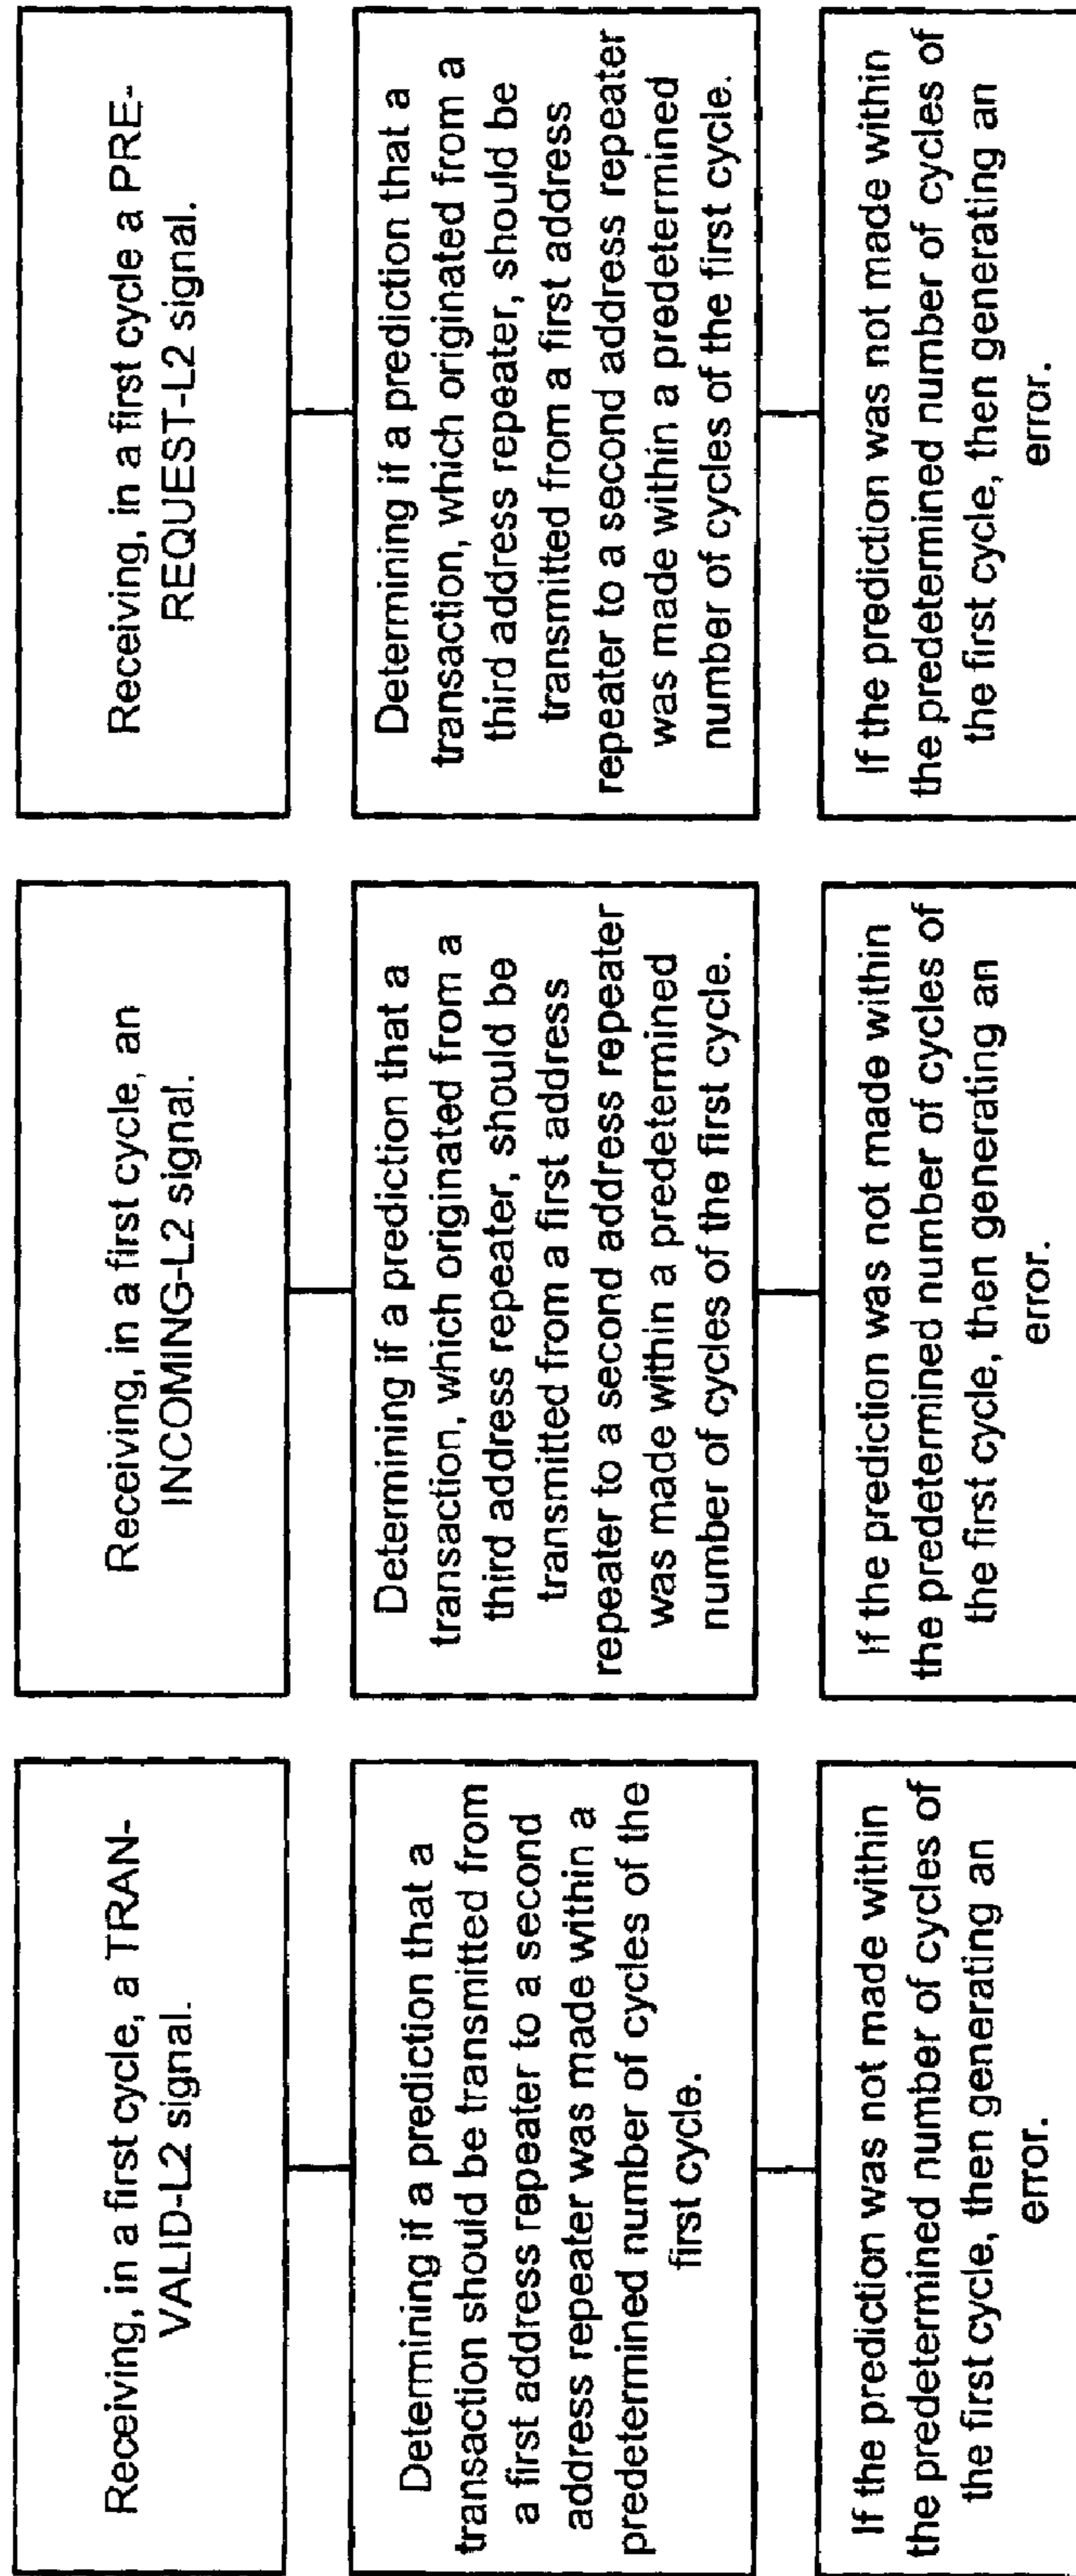 Receiving, in a first cycle, a TRAN-
VALID-L2 signal.
Determining if a prediction that a
transaction should be transmitted from
a first address repeater to a second
address repeater was made within a
predetermined number of cycles of the
first cycle.
If the prediction was not made within
the predetermined number of cycles of
the first cycle, then generating an
error.
Receiving, in a first cycle, an
INCOMING-L2 signal.
Determining if a prediction that a
transaction, which originated from a
third address repeater, should be
transmitted from a first address
repeater to a second address repeater
was made within a predetermined
number of cycles of the first cycle.
If the prediction was not made within
the predetermined number of cycles of
the first cycle, then generating an
error.
Receiving, in a first cycle a PRE-
REQUEST-L2 signal.
Determining if a prediction that a
transaction, which originated from a
third address repeater, should be
transmitted from a first address
repeater to a second address repeater
was made within a predetermined
number of cycles of the first cycle.
If the prediction was not made within
the predetermined number of cycles of
the first cycle, then generating an
error.